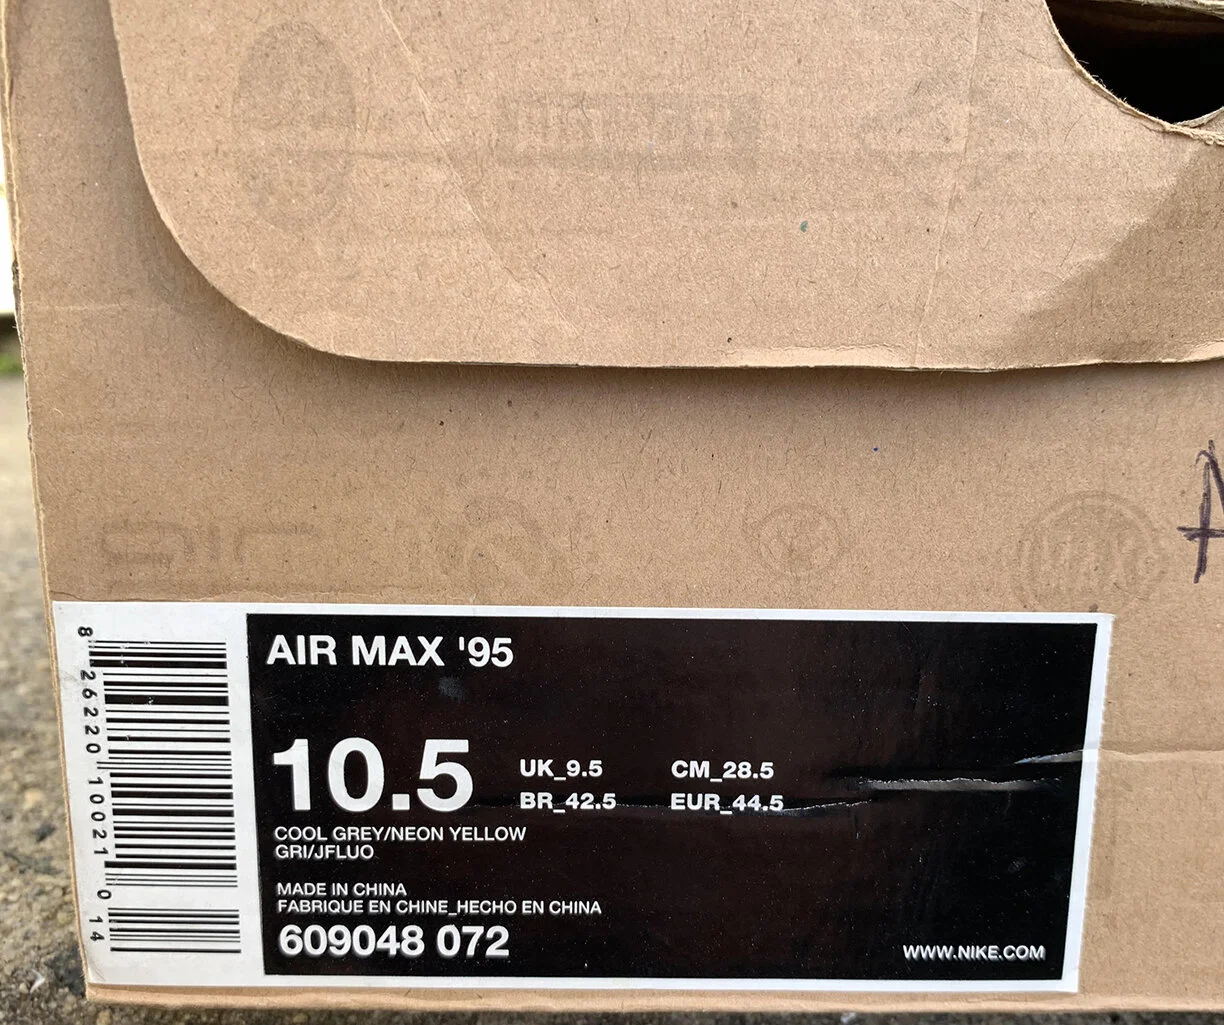 AIR MAX '95
10.5
UK_9.5 CM_28.5
BR_42.5 EUR_44.5
COOL GREY/NEON YELLOW
GRI/JFLUO
MADE IN CHINA
FABRIQUE EN CHINE_HECHO EN CHINA
609048 072
WWW.NIKE.COM
8 26220 10021 0 14